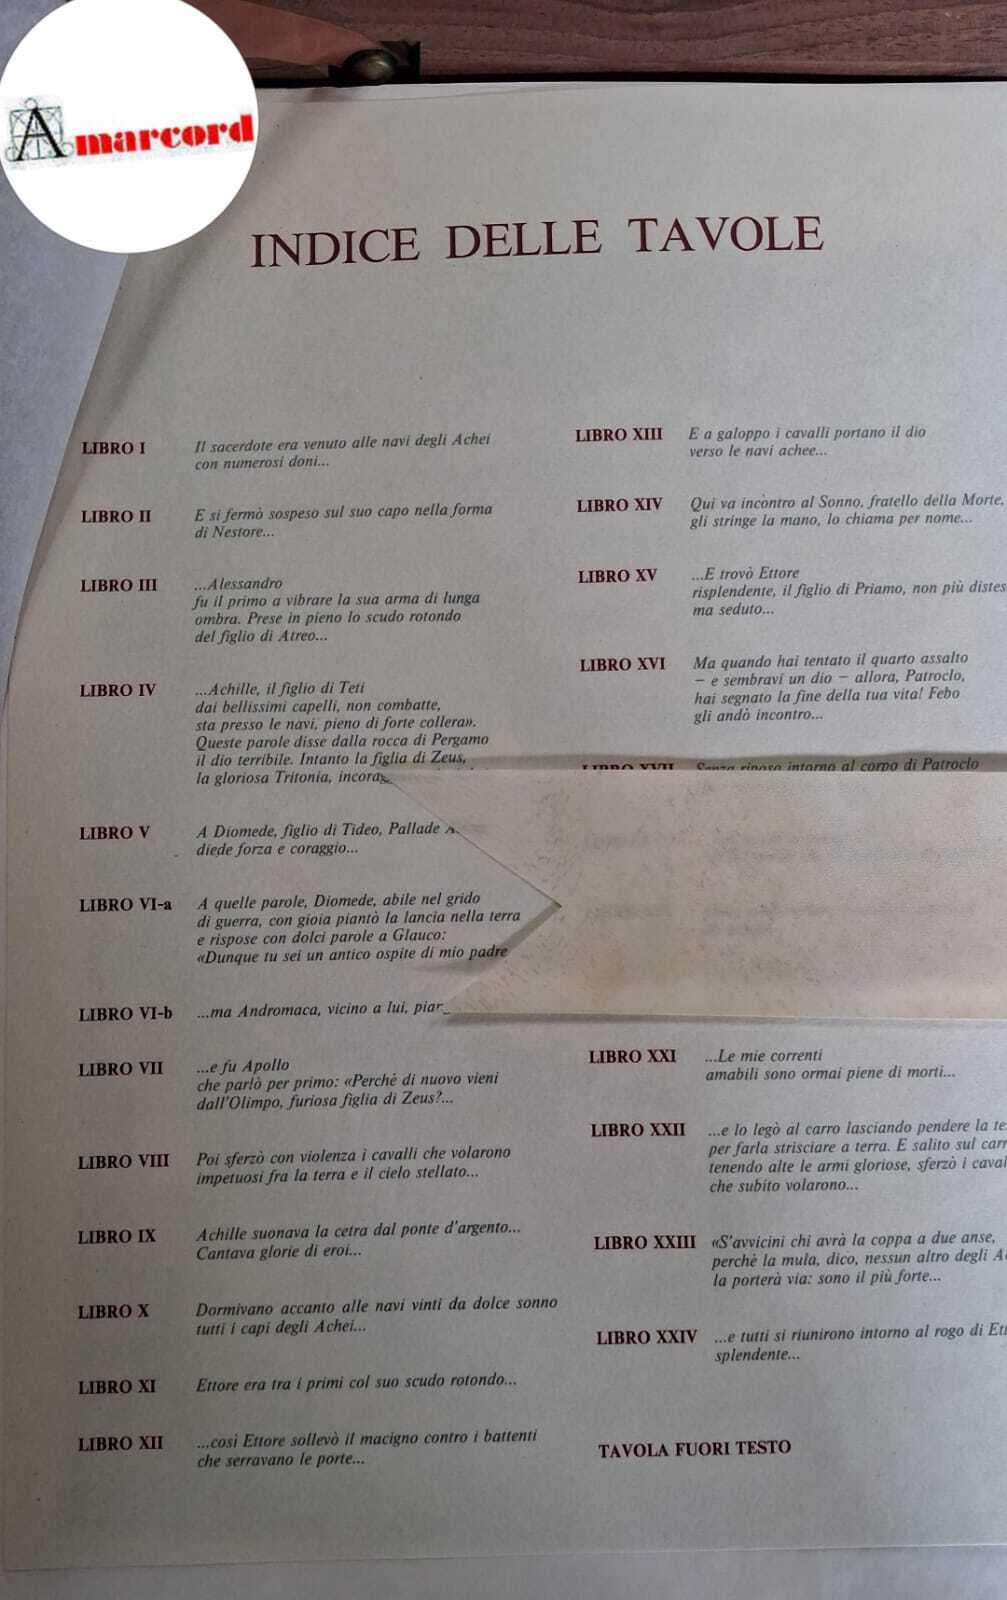 Amarcord
INDICE DELLE TAVOLE
LIBRO I
Il sacerdote era venuto alle navi degli Achei
con numerosi doni...
LIBRO II
E si fermò sospeso sul suo capo nella forma
di Nestore...
LIBRO III
...Alessandro
fu il primo a vibrare la sua arma di lunga
ombra. Prese in pieno lo scudo rotondo
del figlio di Atreo...
LIBRO IV
...Achille, il figlio di Teti
dai bellissimi capelli, non combatte,
sta presso le navi, pieno di forte collera».
Queste parole disse dalla rocca di Pergamo
il dio terribile. Intanto la figlia di Zeus,
la gloriosa Tritonia,
LIBRO V
A Diomede, figlio di Tideo, Pallade
diede forza e coraggio...
LIBRO VI-a
A quelle parole, Diomede, abile nel grido
di guerra, con gioia piantò la lancia nella terra
e rispose con dolci parole a Glauco:
«Dunque tu sei un antico ospite di mio padre
LIBRO VI-b
...ma Andromaca, vicino a lui,
LIBRO VII
...e fu Apollo
che parlò per primo: «Perchè di nuovo vieni
dall'Olimpo, furiosa figlia di Zeus?...
LIBRO VIII
Poi sferzò con violenza i cavalli che volarono
impetuosi fra la terra e il cielo stellato...
LIBRO IX
Achille suonava la cetra dal ponte d'argento...
Cantava glorie di eroi...
LIBRO X
Dormivano accanto alle navi vinti da dolce sonno
tutti i capi degli Achei...
LIBRO XI
Ettore era tra i primi col suo scudo rotondo...
LIBRO XII
...così Ettore sollevò il macigno contro i battenti
che serravano le porte...
LIBRO XIII
E a galoppo i cavalli portano il dio
verso le navi achee...
LIBRO XIV
Qui va incontro al Sonno, fratello della Morte,
gli stringe la mano, lo chiama per nome...
LIBRO XV
...E trovò Ettore
risplendente, il figlio di Priamo, non più
ma seduto...
LIBRO XVI
Ma quando hai tentato il quarto assalto
– e sembravi un dio – allora, Patroclo,
hai segnato la fine della tua vita! Febo
gli andò incontro...
LIBRO XVII
Senza riposo intorno al corpo di Patroclo
LIBRO XXI
...Le mie correnti
amabili sono ormai piene di morti...
LIBRO XXII
...e lo legò al carro lasciando pendere la
per farla strisciare a terra. E salito sul
tenendo alte le armi gloriose, sferzò i
che subito volarono...
LIBRO XXIII
«S'avvicini chi avrà la coppa a due anse,
perchè la mula, dico, nessun altro degli
la porterà via: sono il più forte...
LIBRO XXIV
...e tutti si riunirono intorno al rogo di
splendente...
TAVOLA FUORI TESTO